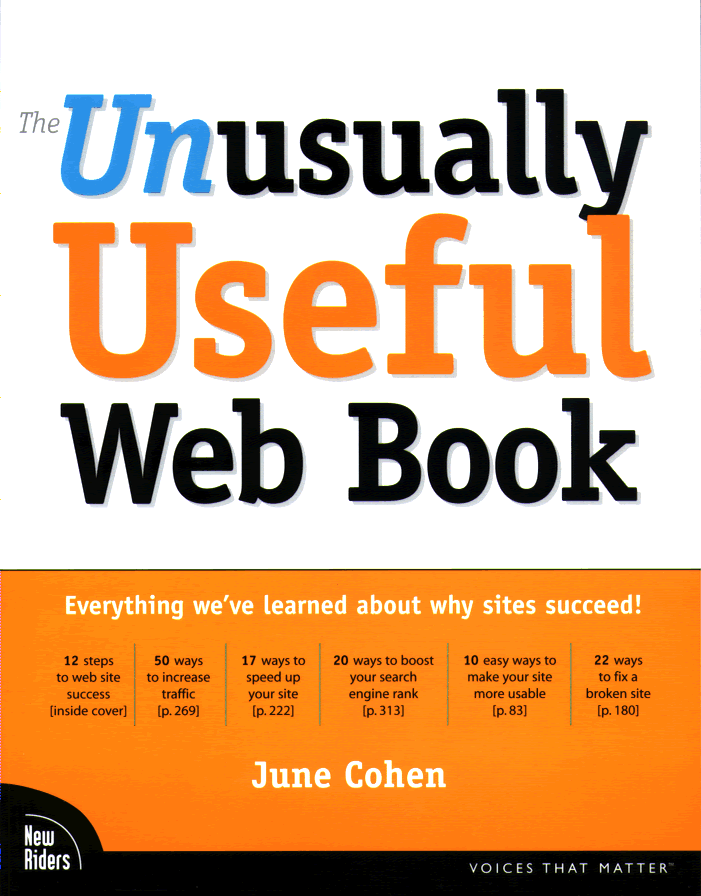 The Unusually
Useful
Web Book
Everything we've learned about why sites succeed!
12 steps
to web site
success
[inside cover]
50 ways
to increase
traffic
[p. 269]
17 ways to
speed up
your site
[p. 222]
20 ways to boost
your search
engine rank
[p. 313]
10 easy ways to
make your site
more usable
[p. 83]
22 ways
to fix a
broken site
[p. 180]
June Cohen
New
Riders
VOICES THAT MATTER™